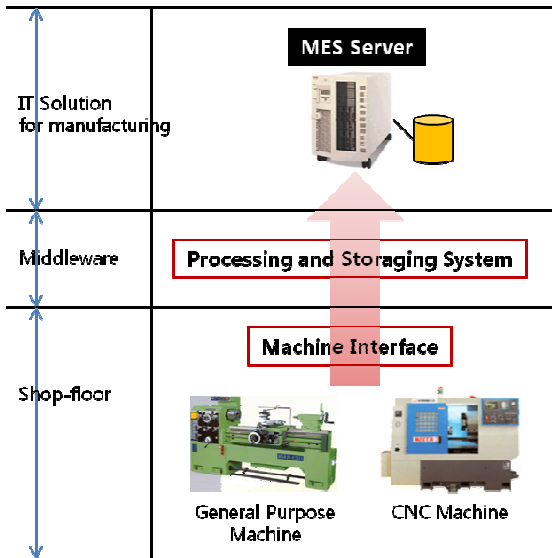 MES Server
IT Solution
for manufacturing
Middleware
Processing and Storaging System
Machine Interface
Shop-floor
General Purpose
Machine
CNC Machine